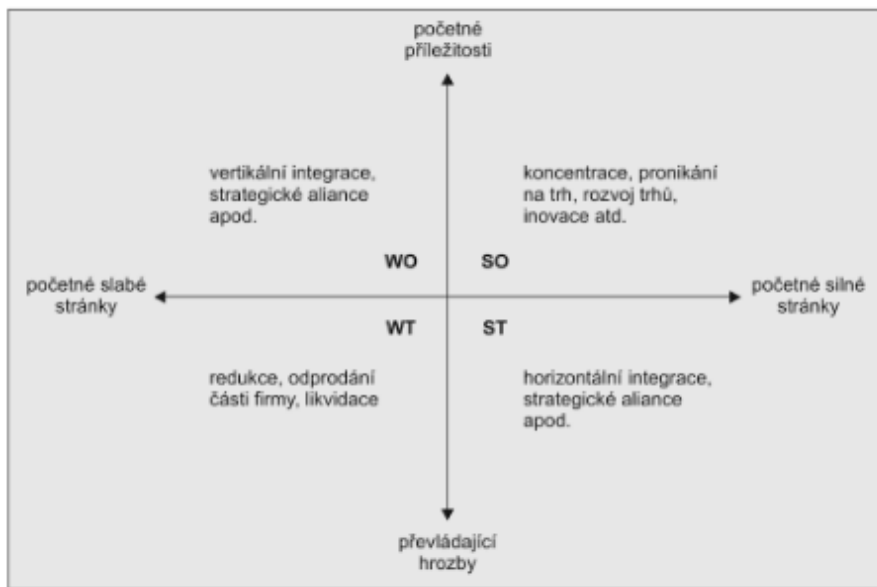 početné
příležitosti
vertikální integrace,
strategické aliance
apod.
koncentrace, pronikání
na trh, rozvoj trhů,
inovace atd.
WO
SO
početné slabé
stránky
početné silné
stránky
WT
ST
redukce, odprodání
části firmy, likvidace
horizontální integrace,
strategické aliance
apod.
převládající
hrozby